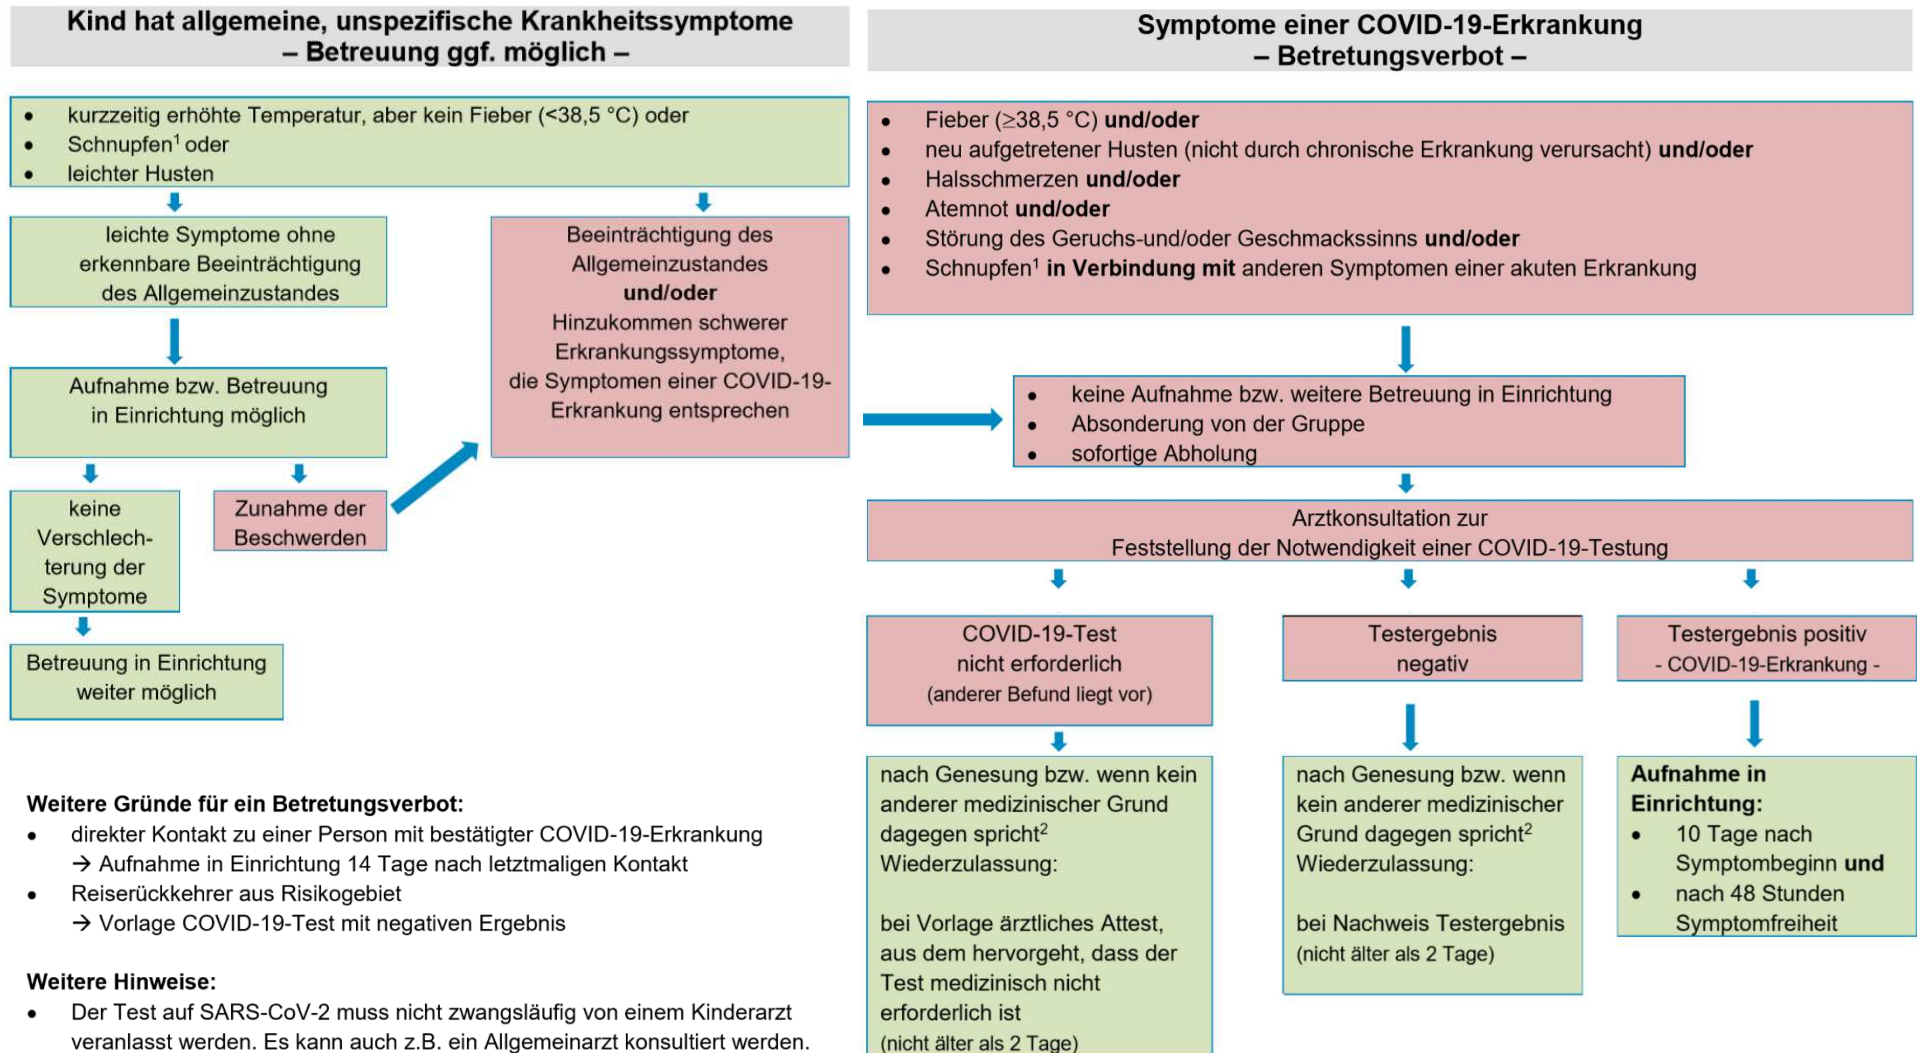 Kind hat allgemeine, unspezifische Krankheitssymptome
– Betreuung ggf. möglich –
• kurzzeitig erhöhte Temperatur, aber kein Fieber (<38,5 °C) oder
• Schnupfen¹ oder
• leichter Husten
leichte Symptome ohne
erkennbare Beeinträchtigung
des Allgemeinzustandes
Beeinträchtigung des
Allgemeinzustandes
und/oder
Hinzukommen schwerer
Erkrankungssymptome,
die Symptomen einer COVID-19-
Erkrankung entsprechen
Aufnahme bzw. Betreuung
in Einrichtung möglich
keine
Verschlech-
terung der
Symptome
Zunahme der
Beschwerden
Betreuung in Einrichtung
weiter möglich
Weitere Gründe für ein Betretungsverbot:
• direkter Kontakt zu einer Person mit bestätigter COVID-19-Erkrankung
→ Aufnahme in Einrichtung 14 Tage nach letztmaligen Kontakt
• Reiserückkehrer aus Risikogebiet
→ Vorlage COVID-19-Test mit negativen Ergebnis
Weitere Hinweise:
• Der Test auf SARS-CoV-2 muss nicht zwangsläufig von einem Kinderarzt
veranlasst werden. Es kann auch z.B. ein Allgemeinarzt konsultiert werden.
Symptome einer COVID-19-Erkrankung
– Betretungsverbot –
• Fieber (≥38,5 °C) und/oder
• neu aufgetretener Husten (nicht durch chronische Erkrankung verursacht) und/oder
• Halsschmerzen und/oder
• Atemnot und/oder
• Störung des Geruchs-und/oder Geschmackssinns und/oder
• Schnupfen¹ in Verbindung mit anderen Symptomen einer akuten Erkrankung
• keine Aufnahme bzw. weitere Betreuung in Einrichtung
• Absonderung von der Gruppe
• sofortige Abholung
Arztkonsultation zur
Feststellung der Notwendigkeit einer COVID-19-Testung
COVID-19-Test
nicht erforderlich
(anderer Befund liegt vor)
nach Genesung bzw. wenn kein
anderer medizinischer Grund
dagegen spricht²
Wiederzulassung:
bei Vorlage ärztliches Attest,
aus dem hervorgeht, dass der
Test medizinisch nicht
erforderlich ist
(nicht älter als 2 Tage)
Testergebnis
negativ
nach Genesung bzw. wenn
kein anderer medizinischer
Grund dagegen spricht²
Wiederzulassung:
bei Nachweis Testergebnis
(nicht älter als 2 Tage)
Testergebnis positiv
- COVID-19-Erkrankung -
Aufnahme in
Einrichtung:
• 10 Tage nach
Symptombeginn und
• nach 48 Stunden
Symptomfreiheit